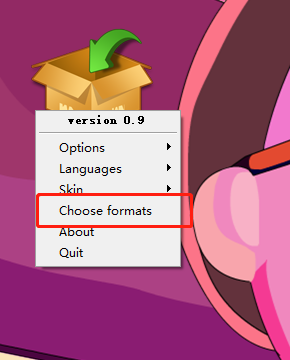 version 0.9
Options
Languages
Skin
Choose formats
About
Quit